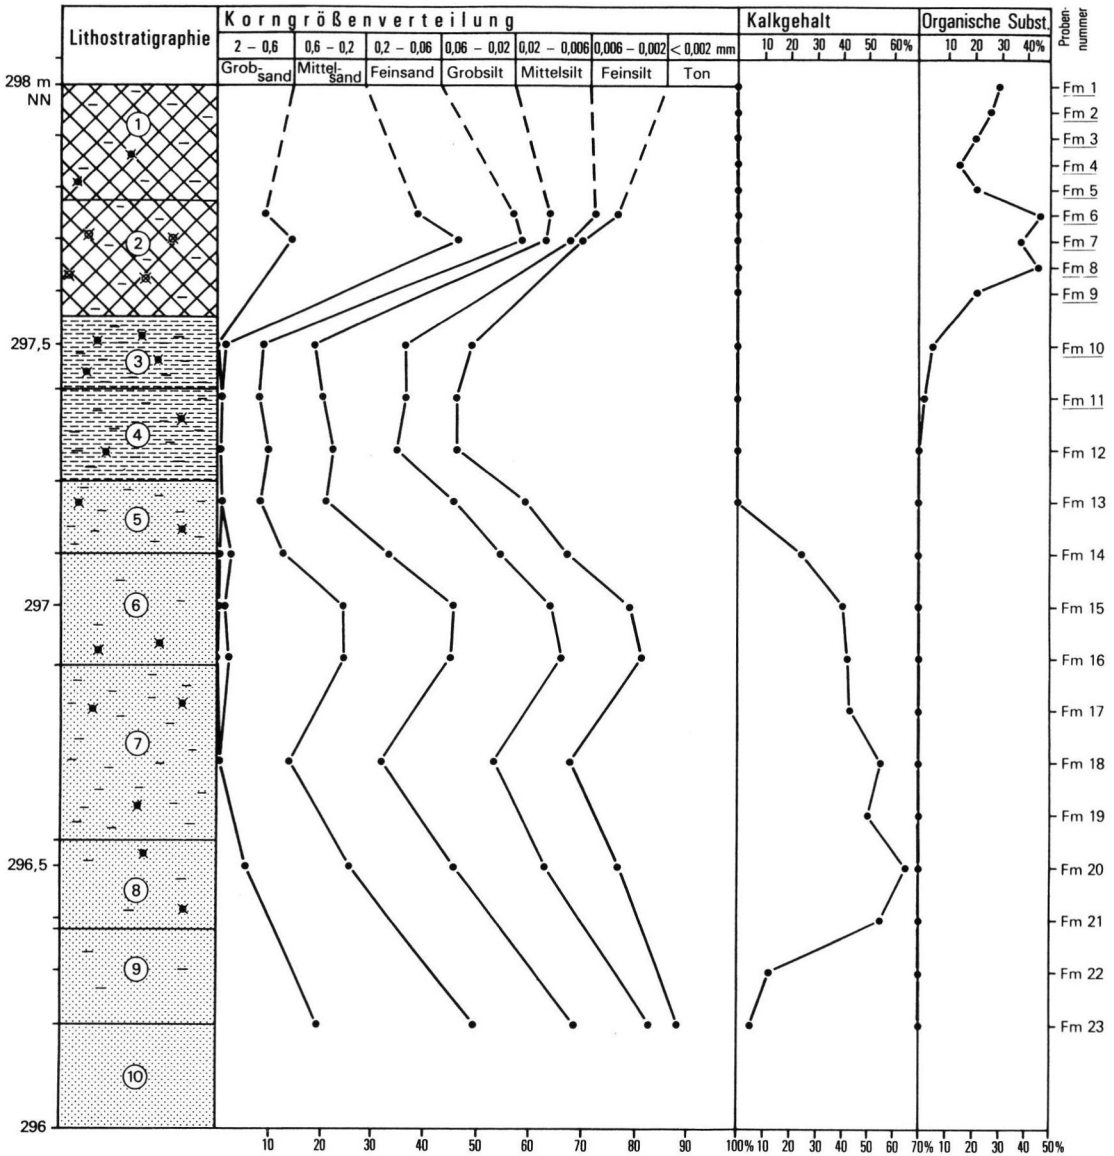 Korngrößenverteilung Kalkgehalt Organische Subst.
Lithostratigraphie
2 – 0,6 0,6 – 0,2 0,2 – 0,06 0,06 – 0,02 0,02 – 0,006 0,006 – 0,002 < 0,002 mm
10 20 30 40 50 60% 10 20 40%
Grob- sand Mittel- sand Feinsand Grobsilt Mittelsilt Feinsilt Ton
Proben- nummer
298 m
NN
1
2
3
4
5
6
7
8
9
10
297,5
297
296,5
296
Fm 1
Fm 2
Fm 3
Fm 4
Fm 5
Fm 6
Fm 7
Fm 8
Fm 9
Fm 10
Fm 11
Fm 12
Fm 13
Fm 14
Fm 15
Fm 16
Fm 17
Fm 18
Fm 19
Fm 20
Fm 21
Fm 22
Fm 23
10 20 30 40 50 60 70 80 90 100% 10 20 30 40 50 60 70% 10 20 30 40 50%